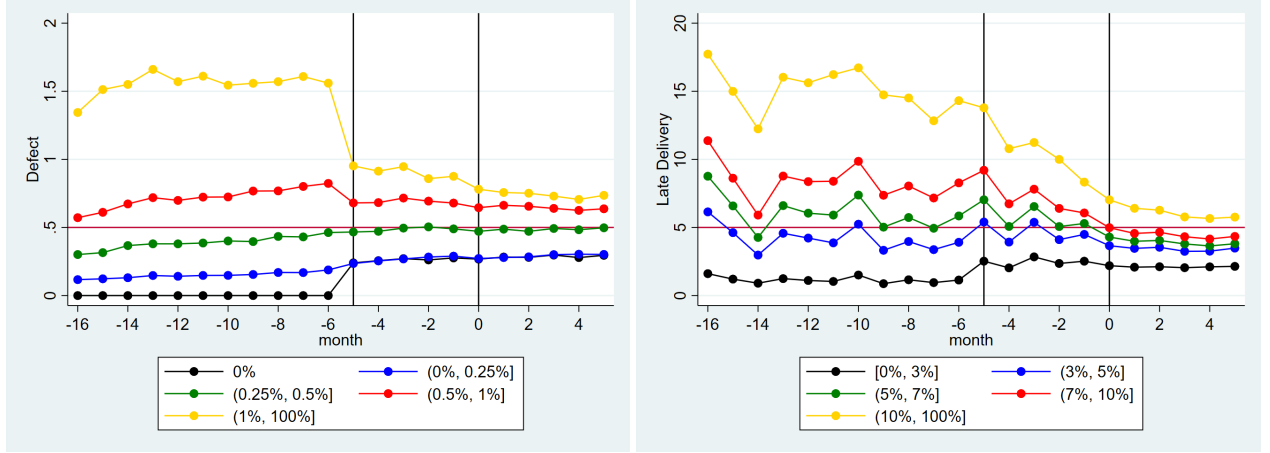 2
1.5
1
.5
0
Defect
-16 -14 -12 -10 -8 -6 -4 -2 0 2 4
month
0% (0%, 0.25%]
(0.25%, 0.5%] (0.5%, 1%]
(1%, 100%]
20
15
10
5
0
Late Delivery
-16 -14 -12 -10 -8 -6 -4 -2 0 2 4
month
[0%, 3%] (3%, 5%]
(5%, 7%] (7%, 10%]
(10%, 100%]